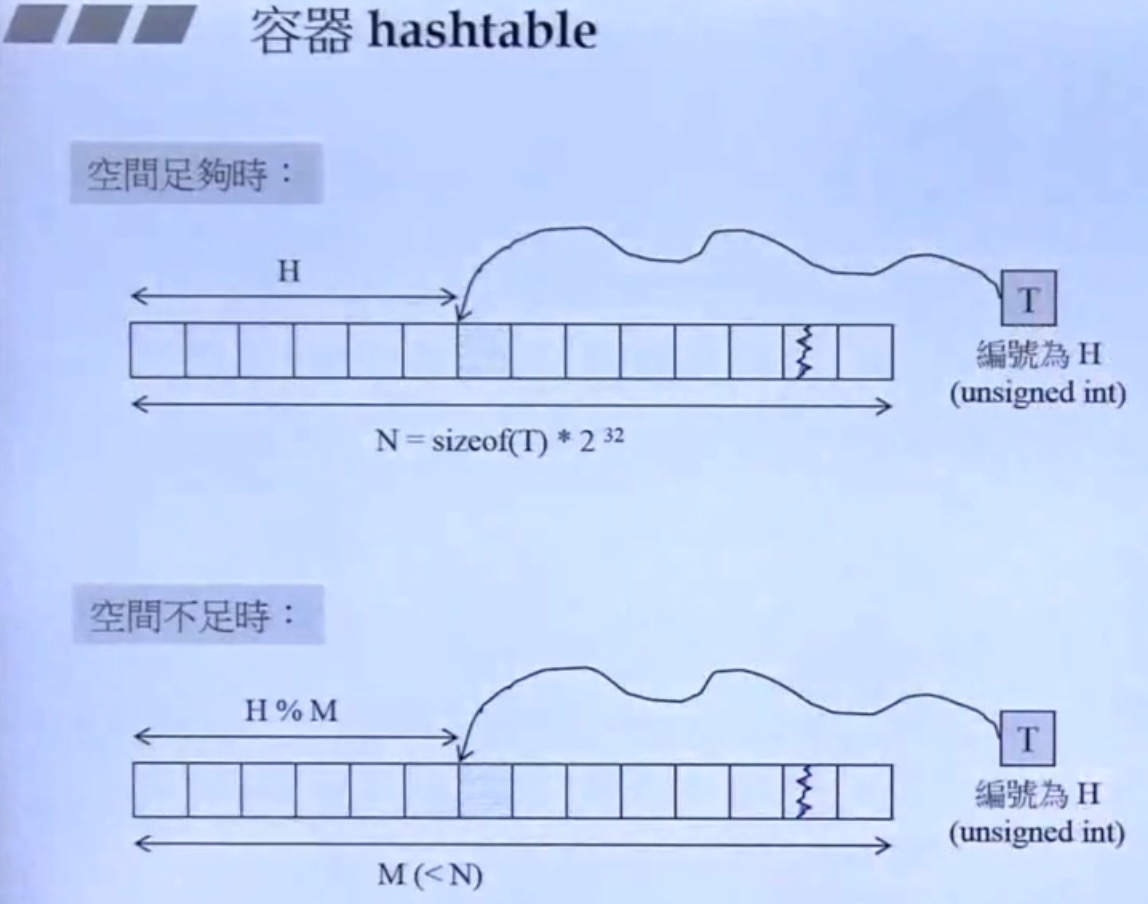 容器 hashtable
空間足夠時：
H
T
編號為 H
(unsigned int)
N = sizeof(T) * 2 32
空間不足時：
H % M
T
編號為 H
(unsigned int)
M (< N)